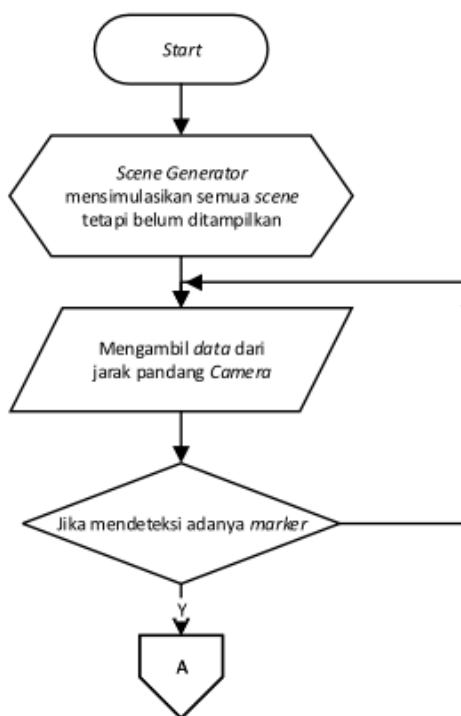 Start
Scene Generator
mensimulasikan semua scene
tetapi belum ditampilkan
Mengambil data dari
jarak pandang Camera
Jika mendeteksi adanya marker
Y
A